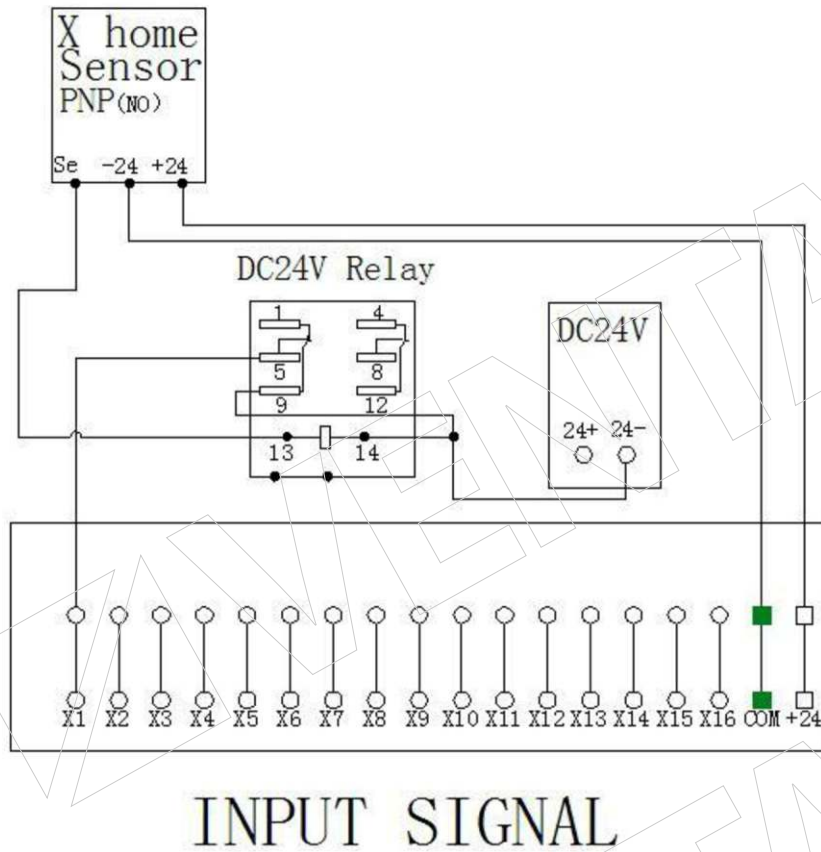 X home
Sensor
PNP(NO)
Se -24 +24
DC24V Relay
1 4
5 8
9 12
13 14
DC24V
24+ 24-
X1 X2 X3 X4 X5 X6 X7 X8 X9 X10 X11 X12 X13 X14 X15 X16 COM +24
INPUT SIGNAL